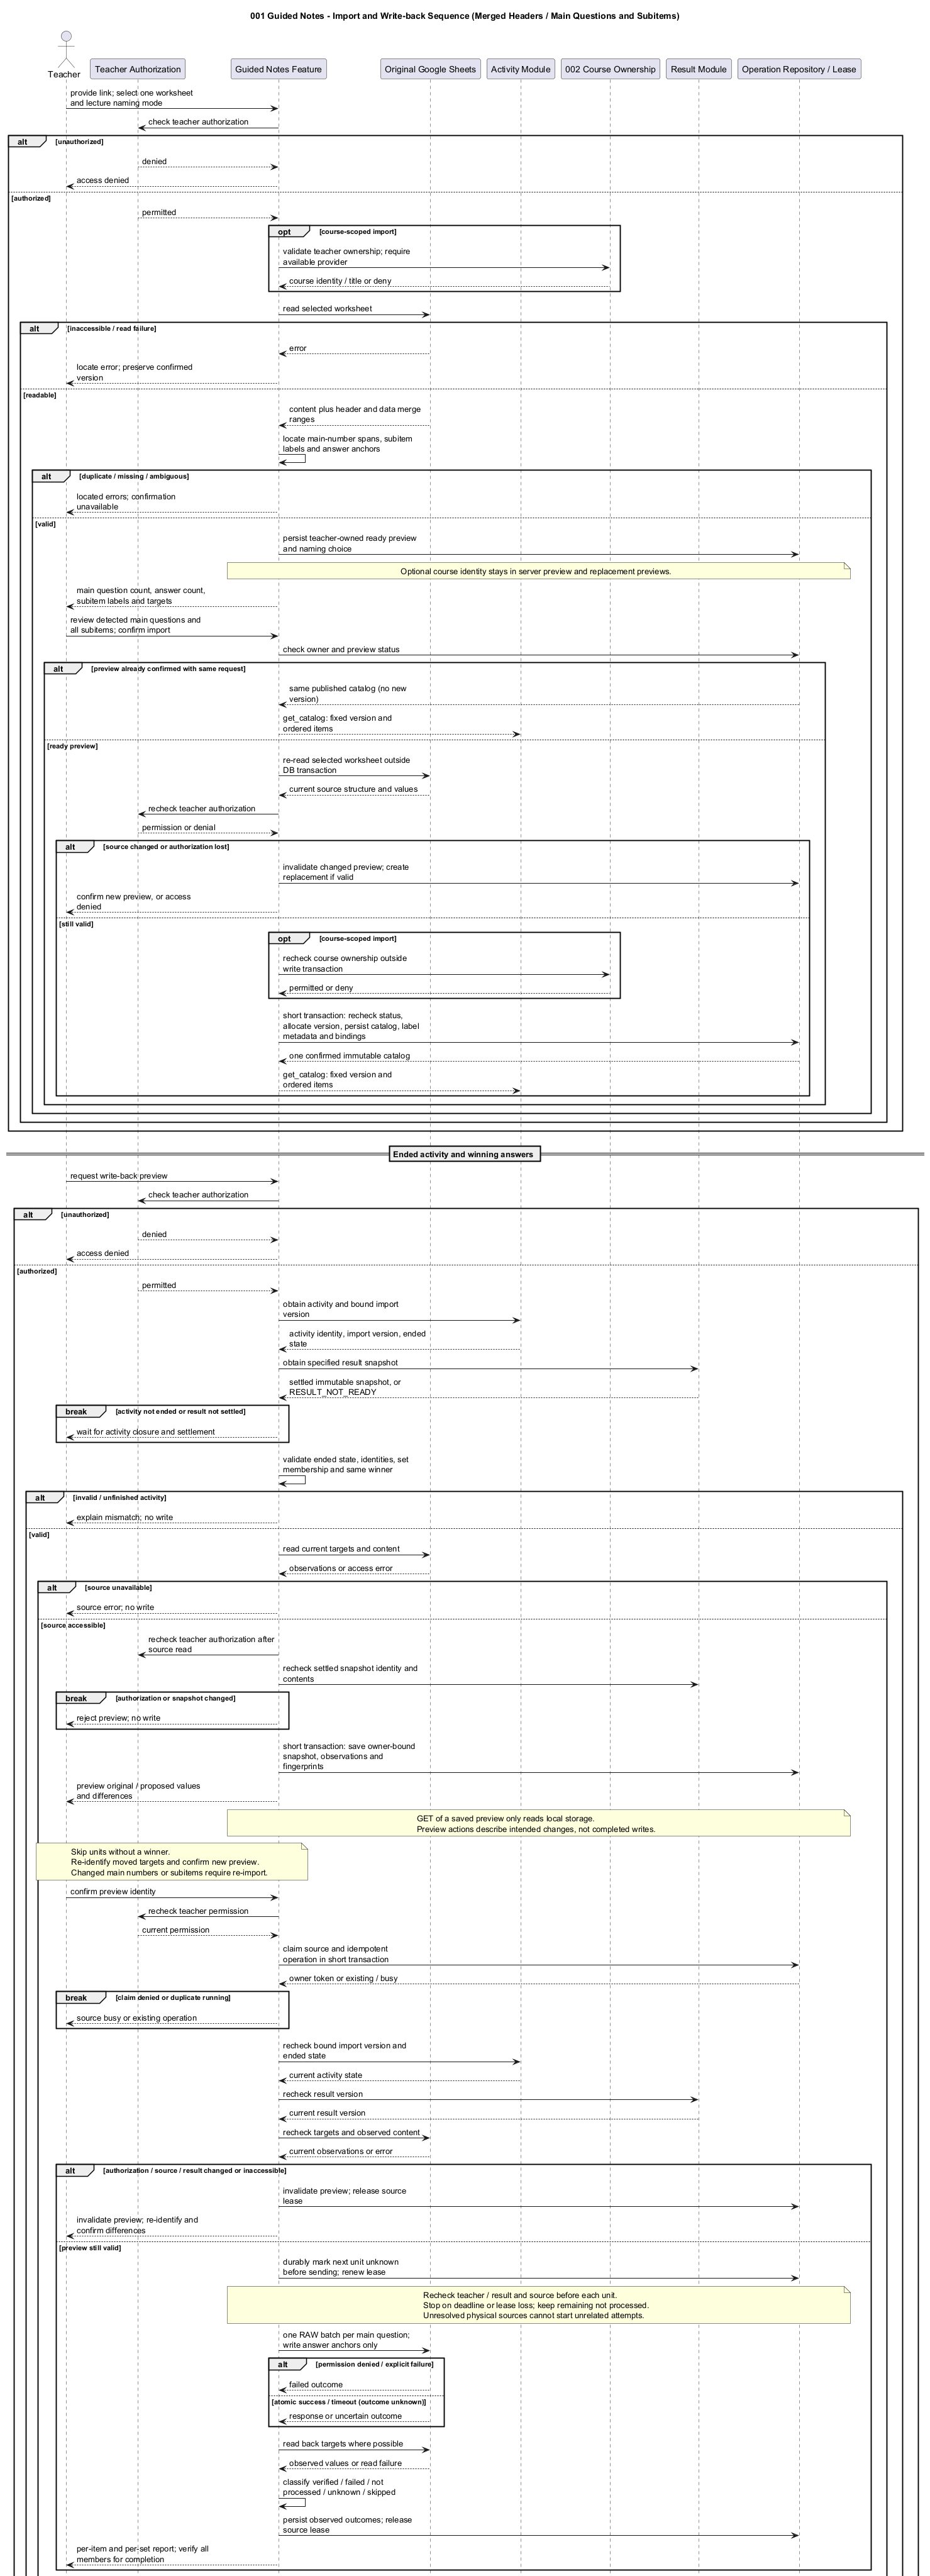 001 Guided Notes - Import and Write-back Sequence (Merged Headers / Main Questions and Subitems)
Teacher
Teacher Authorization
Guided Notes Feature
Original Google Sheets
Activity Module
002 Course Ownership
Result Module
Operation Repository / Lease
provide link; select one worksheet
and lecture naming mode
check teacher authorization
alt
[unauthorized]
denied
access denied
[authorized]
permitted
opt
[course-scoped import]
validate teacher ownership; require
available provider
course identity / title or deny
read selected worksheet
alt
[inaccessible / read failure]
error
locate error; preserve confirmed
version
[readable]
content plus header and data merge
ranges
locate main-number spans, subitem
labels and answer anchors
alt
[duplicate / missing / ambiguous]
located errors; confirmation
unavailable
[valid]
persist teacher-owned ready preview
and naming choice
Optional course identity stays in server preview and replacement previews.
main question count, answer count,
subitem labels and targets
review detected main questions and
all subitems; confirm import
check owner and preview status
alt
[preview already confirmed with same request]
same published catalog (no new
version)
get_catalog: fixed version and
ordered items
[ready preview]
re-read selected worksheet outside
DB transaction
current source structure and values
recheck teacher authorization
permission or denial
alt
[source changed or authorization lost]
invalidate changed preview; create
replacement if valid
confirm new preview, or access
denied
[still valid]
opt
[course-scoped import]
recheck course ownership outside
write transaction
permitted or deny
short transaction: recheck status,
allocate version, persist catalog, label
metadata and bindings
one confirmed immutable catalog
get_catalog: fixed version and
ordered items
Ended activity and winning answers
request write-back preview
check teacher authorization
alt
[unauthorized]
denied
access denied
[authorized]
permitted
obtain activity and bound import
version
activity identity, import version, ended
state
obtain specified result snapshot
settled immutable snapshot, or
RESULT_NOT_READY
break
[activity not ended or result not settled]
wait for activity closure and settlement
validate ended state, identities, set
membership and same winner
alt
[invalid / unfinished activity]
explain mismatch; no write
[valid]
read current targets and content
observations or access error
alt
[source unavailable]
source error; no write
[source accessible]
recheck teacher authorization after
source read
recheck settled snapshot identity and
contents
break
[authorization or snapshot changed]
reject preview; no write
short transaction: save owner-bound
snapshot, observations and
fingerprints
preview original / proposed values
and differences
GET of a saved preview only reads local storage.
Preview actions describe intended changes, not completed writes.
Skip units without a winner.
Re-identify moved targets and confirm new preview.
Changed main numbers or subitems require re-import.
confirm preview identity
recheck teacher permission
current permission
claim source and idempotent
operation in short transaction
owner token or existing / busy
break
[claim denied or duplicate running]
source busy or existing operation
recheck bound import version and
ended state
current activity state
recheck result version
current result version
recheck targets and observed content
current observations or error
alt
[authorization / source / result changed or inaccessible]
invalidate preview; release source
lease
invalidate preview; re-identify and
confirm differences
[preview still valid]
durably mark next unit unknown
before sending; renew lease
Recheck teacher / result and source before each unit.
Stop on deadline or lease loss; keep remaining not processed.
Unresolved physical sources cannot start unrelated attempts.
one RAW batch per main question;
write answer anchors only
alt
[permission denied / explicit failure]
failed outcome
[atomic success / timeout (outcome unknown)]
response or uncertain outcome
read back targets where possible
observed values or read failure
classify verified / failed / not
processed / unknown / skipped
persist observed outcomes; release
source lease
per-item and per-set report; verify all
members for completion